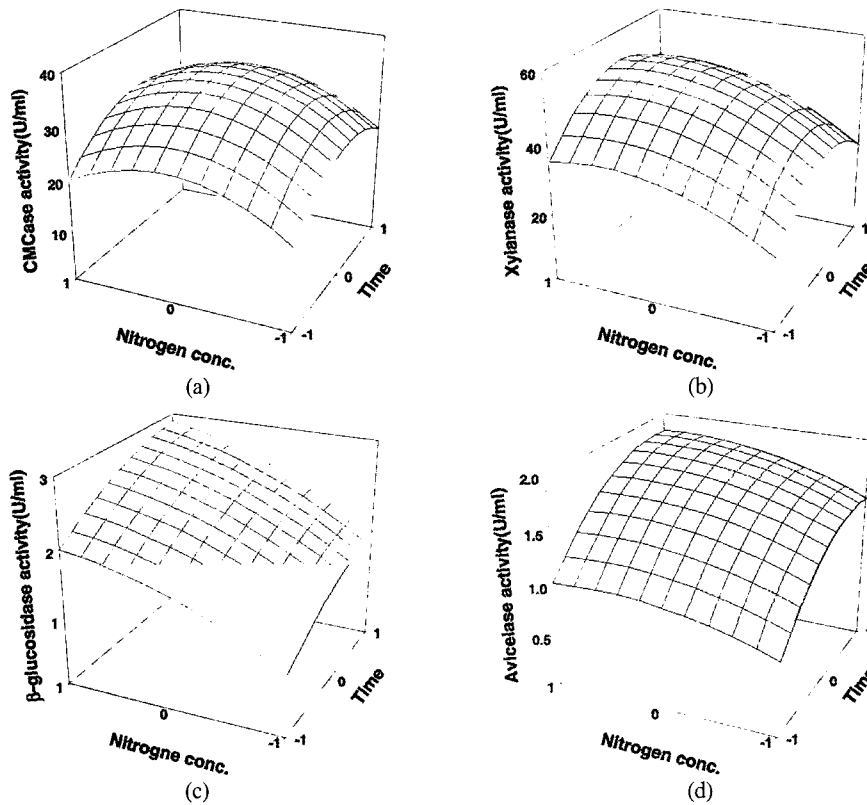 CMCase activity(U/ml)
40
30
20
10
1
0
-1
Nitrogen conc.
-1
0
1
Time
(a)
Xylanase activity(U/ml)
60
40
20
1
0
-1
Nitrogen conc.
-1
0
1
Time
(b)
β-glucosidase activity(U/ml)
3
2
1
1
0
-1
Nitrogne conc.
-1
0
1
Time
(c)
Avicelase activity(U/ml)
2.0
1.5
1.0
0.5
1
0
-1
Nitrogen conc.
-1
0
1
Time
(d)